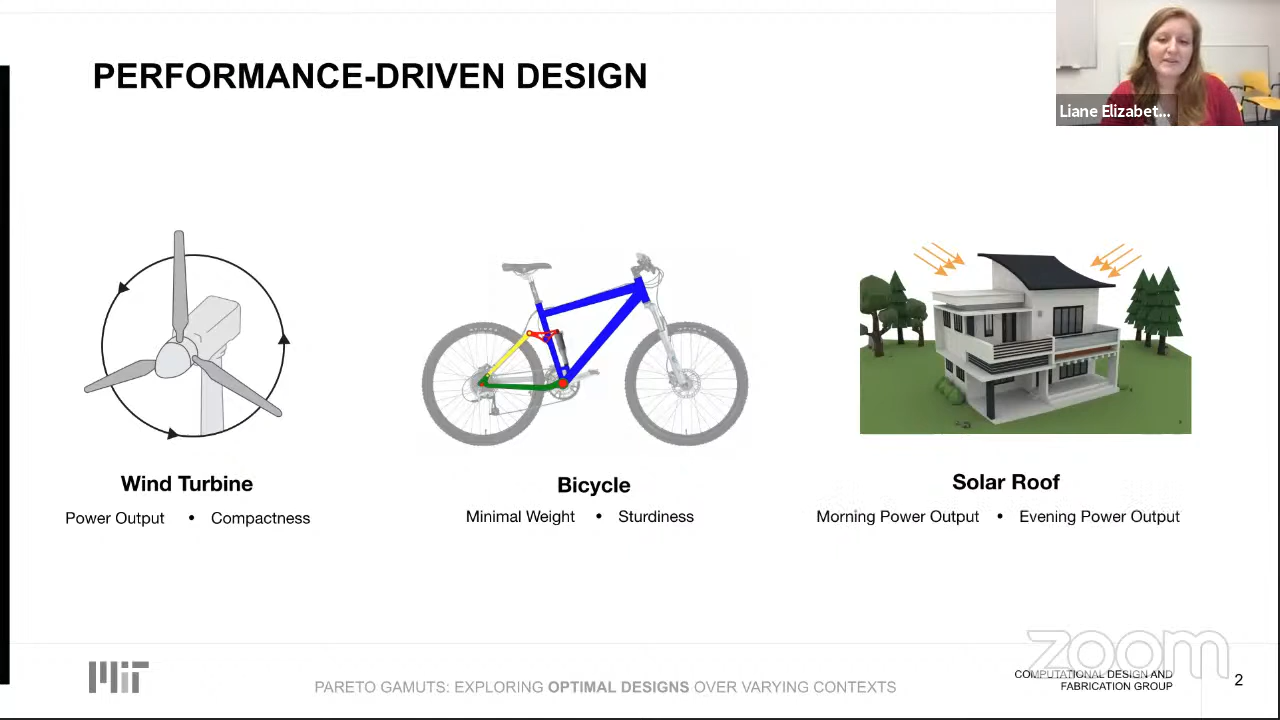 PERFORMANCE-DRIVEN DESIGN
Liane Elizabet...
Wind Turbine
Power Output • Compactness
Bicycle
Minimal Weight • Sturdiness
Solar Roof
Morning Power Output • Evening Power Output
MIT
PARETO GAMUTS: EXPLORING OPTIMAL DESIGNS OVER VARYING CONTEXTS
zoom
COMPUTATIONAL DESIGN AND
FABRICATION GROUP
2